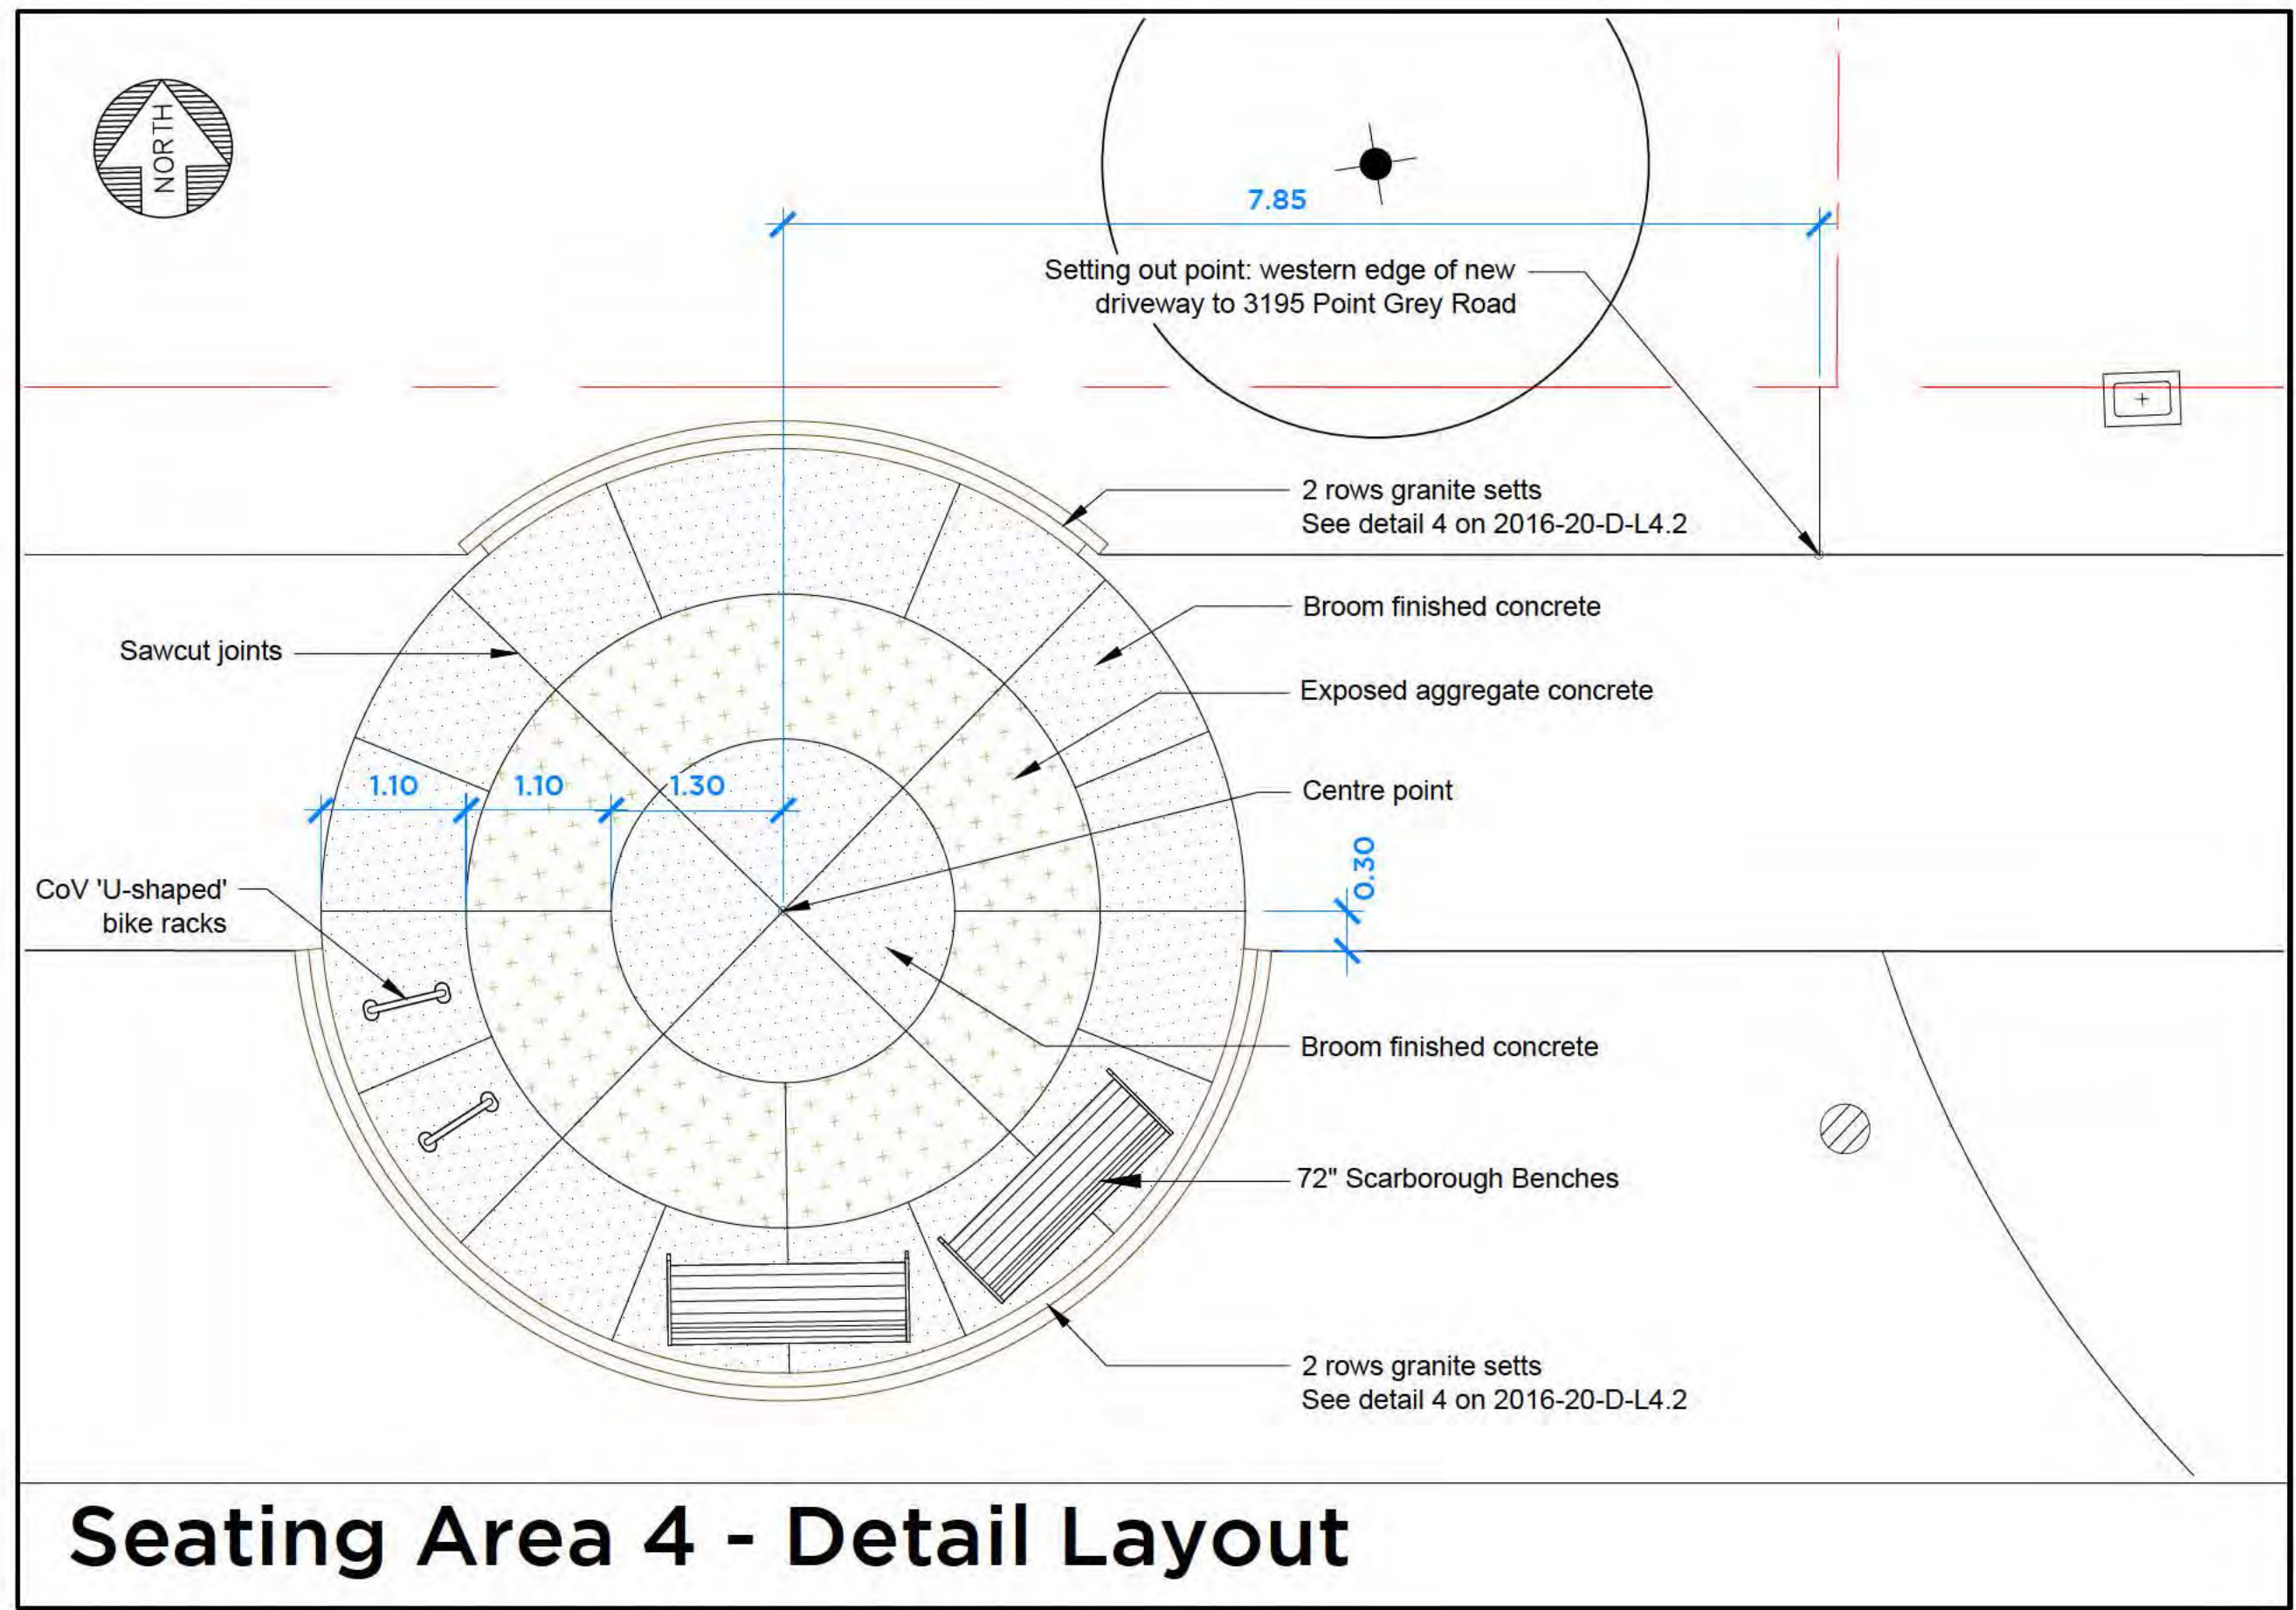 NORTH
7.85
Setting out point: western edge of new
driveway to 3195 Point Grey Road
2 rows granite setts
See detail 4 on 2016-20-D-L4.2
Broom finished concrete
Sawcut joints
Exposed aggregate concrete
1.10
1.10
1.30
Centre point
0.30
CoV 'U-shaped'
bike racks
Broom finished concrete
72" Scarborough Benches
2 rows granite setts
See detail 4 on 2016-20-D-L4.2
Seating Area 4 - Detail Layout